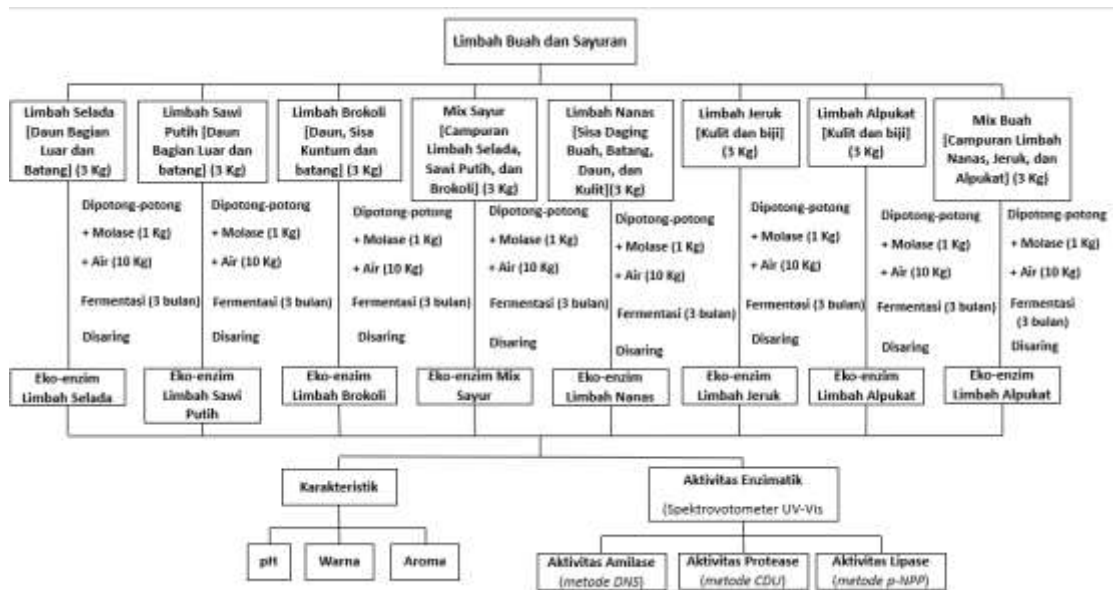 Limbah Buah dan Sayuran
Limbah Selada
[Daun Bagian
Luar dan
Batang] (3 Kg)
Limbah Sawi
Putih [Daun
Bagian Luar dan
batang] (3 Kg)
Limbah Brokoli
[Daun, Sisa
Kuntum dan
batang] (3 Kg)
Mix Sayur
[Campuran
Limbah Selada,
Sawi Putih, dan
Brokoli] (3 Kg)
Limbah Nanas
[Sisa Daging
Buah, Batang,
Daun, dan
Kulit](3 Kg)
Limbah Jeruk
[Kulit dan biji]
(3 Kg)
Limbah Alpukat
[Kulit dan biji]
(3 Kg)
Mix Buah
[Campuran Limbah
Nanas, Jeruk, dan
Alpukat] (3 Kg)
Dipotong-potong
+ Molase (1 Kg)
+ Air (10 Kg)
Fermentasi (3 bulan)
Disaring
Dipotong-potong
+ Molase (1 Kg)
+ Air (10 Kg)
Fermentasi (3 bulan)
Disaring
Dipotong-potong
+ Molase (1 Kg)
+ Air (10 Kg)
Fermentasi (3 bulan)
Disaring
Dipotong-potong
+ Molase (1 Kg)
+ Air (10 Kg)
Fermentasi (3 bulan)
Disaring
Dipotong-potong
+ Molase (1 Kg)
+ Air (10 Kg)
Fermentasi (3 bulan)
Disaring
Dipotong-potong
+ Molase (1 Kg)
+ Air (10 Kg)
Fermentasi (3 bulan)
Disaring
Dipotong-potong
+ Molase (1 Kg)
+ Air (10 Kg)
Fermentasi (3 bulan)
Disaring
Dipotong-potong
+ Molase (1 Kg)
+ Air (10 Kg)
Fermentasi
(3 bulan)
Disaring
Eko-enzim
Limbah Selada
Eko-enzim
Limbah Sawi
Putih
Eko-enzim
Limbah Brokoli
Eko-enzim Mix
Sayur
Eko-enzim
Limbah Nanas
Eko-enzim
Limbah Jeruk
Eko-enzim
Limbah Alpukat
Eko-enzim
Limbah Alpukat
Karakteristik
Aktivitas Enzimatik
(Spektrovotometer UV-Vis
pH
Warna
Aroma
Aktivitas Amilase
(metode DNS)
Aktivitas Protease
(metode CDU)
Aktivitas Lipase
(metode p-NPP)